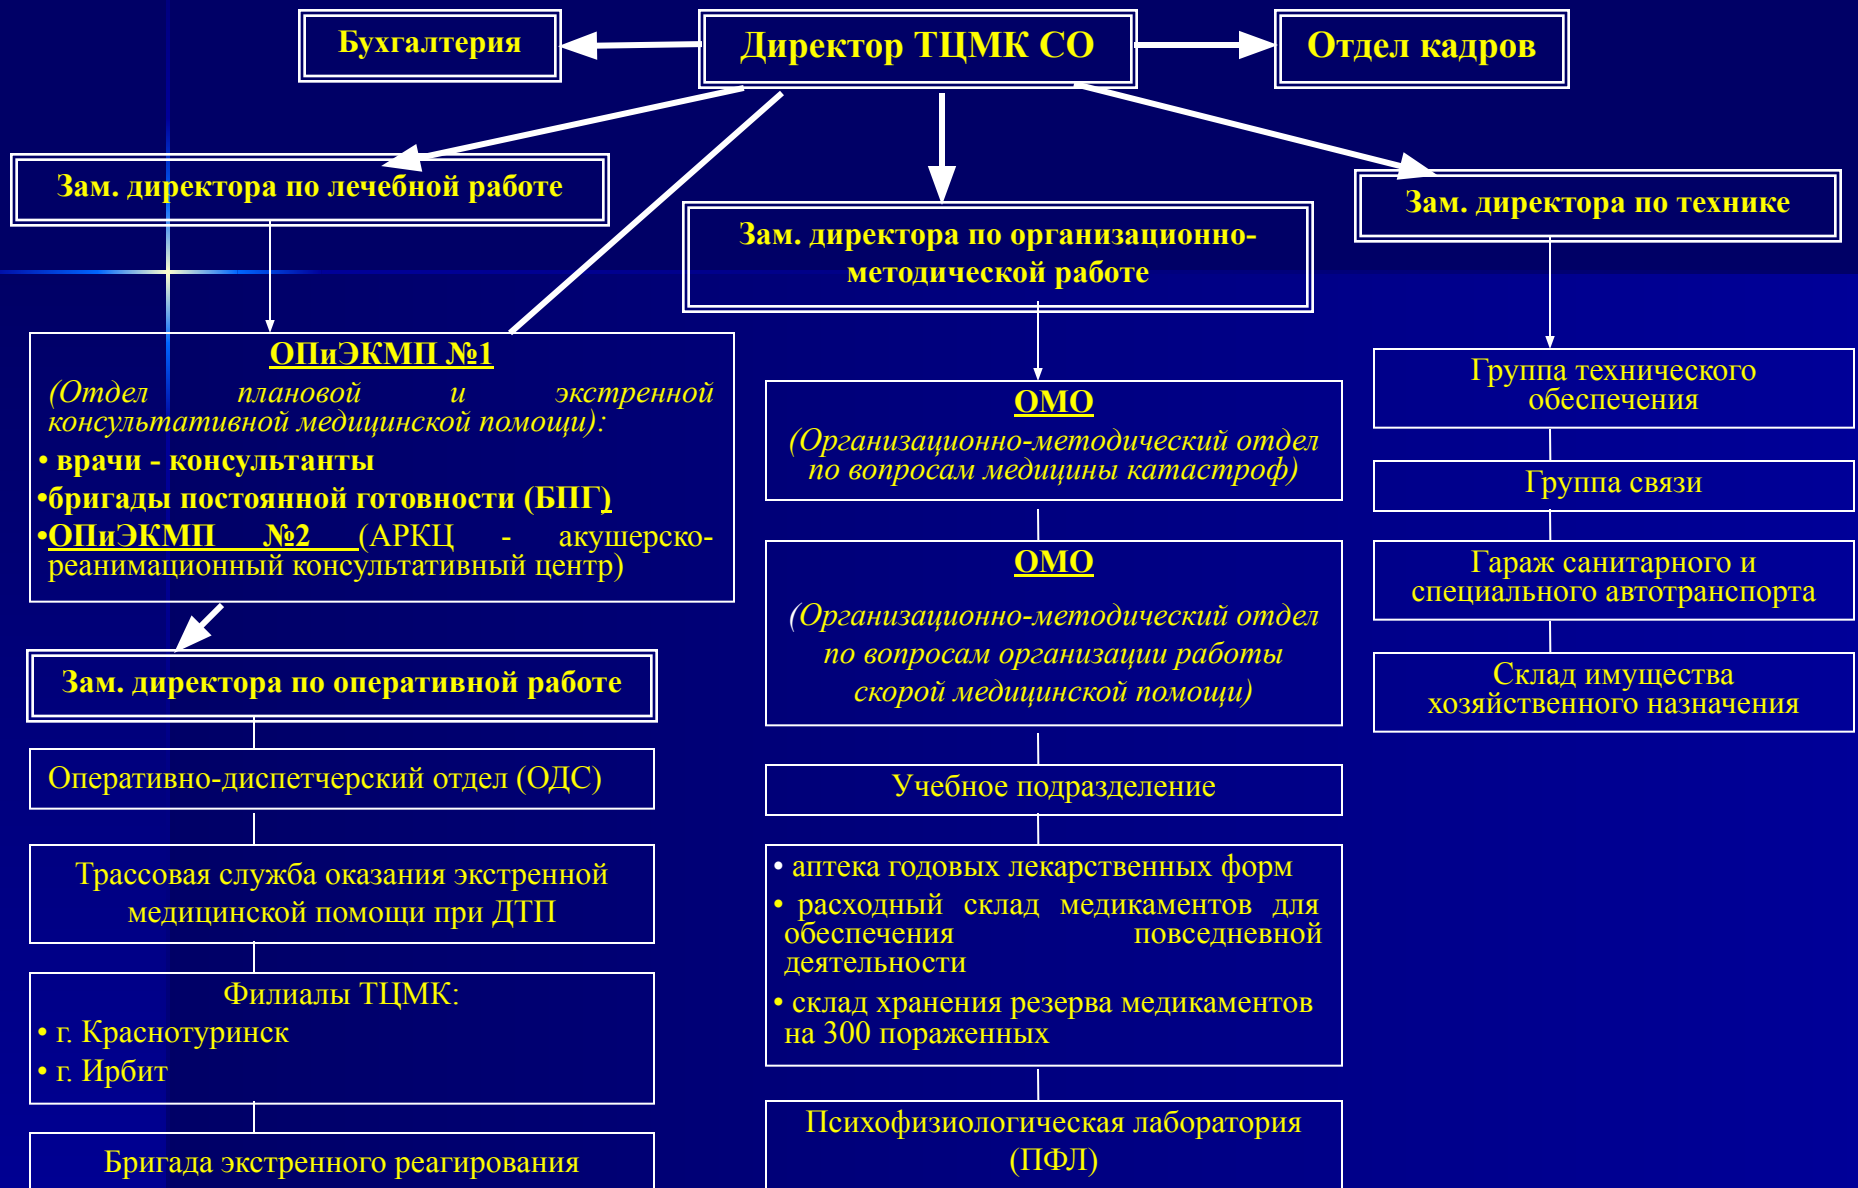 Бухгалтерия
Директор ТЦМК СО
Отдел кадров
Зам. директора по лечебной работе
ОПиЭКМП №1
(Отдел плановой и экстренной
консультативной медицинской помощи):
• врачи - консультанты
•бригады постоянной готовности (БПГ)
•ОПиЭКМП №2 (АРКЦ - акушерско-
реанимационный консультативный центр)
Зам. директора по оперативной работе
Оперативно-диспетчерский отдел (ОДС)
Трассовая служба оказания экстренной
медицинской помощи при ДТП
Филиалы ТЦМК:
• г. Краснотуринск
• г. Ирбит
Бригада экстренного реагирования
Зам. директора по организационно-
методической работе
ОМО
(Организационно-методический отдел
по вопросам медицины катастроф)
ОМО
(Организационно-методический отдел
по вопросам организации работы
скорой медицинской помощи)
Учебное подразделение
• аптека годовых лекарственных форм
• расходный склад медикаментов для
обеспечения повседневной
деятельности
• склад хранения резерва медикаментов
на 300 пораженных
Психофизиологическая лаборатория
(ПФЛ)
Зам. директора по технике
Группа технического
обеспечения
Группа связи
Гараж санитарного и
специального автотранспорта
Склад имущества
хозяйственного назначения